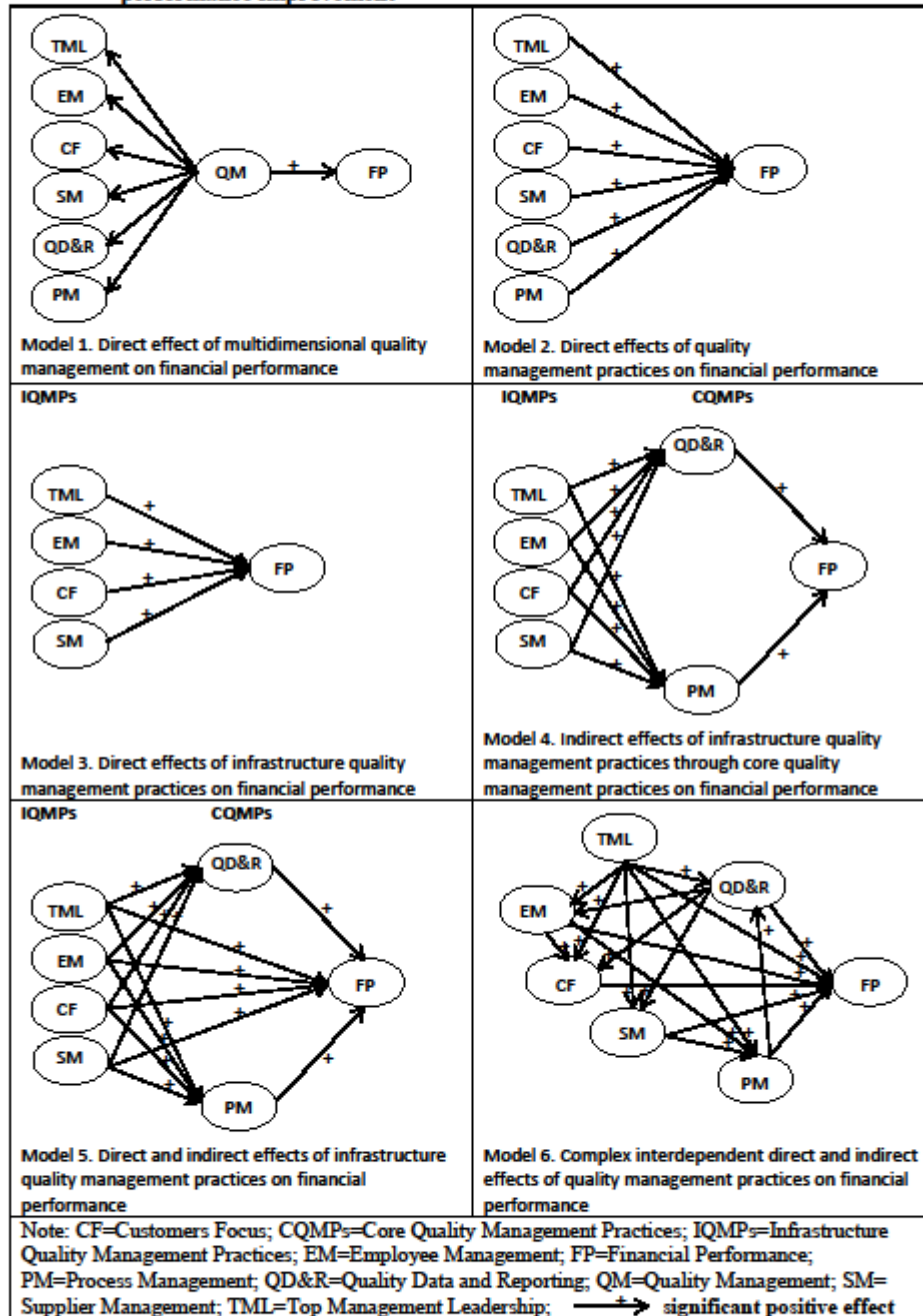 performance improvement
TML
EM
CF
SM
QD&R
PM
QM
+
FP
Model 1. Direct effect of multidimensional quality
management on financial performance
TML
EM
CF
SM
QD&R
PM
+
+
+
+
+
+
FP
Model 2. Direct effects of quality
management practices on financial performance
IQMPs
TML
EM
CF
SM
+
+
+
+
FP
Model 3. Direct effects of infrastructure quality
management practices on financial performance
IQMPs CQMPs
QD&R
TML
EM
CF
SM
+
+
+
+
+
+
+
+
+
+
FP
PM
Model 4. Indirect effects of infrastructure quality
management practices through core quality
management practices on financial performance
IQMPs CQMPs
QD&R
TML
EM
CF
SM
+
+
+
+
+
+
+
+
+
+
+
+
+
+
FP
PM
Model 5. Direct and indirect effects of infrastructure
quality management practices on financial
performance
TML
QD&R
EM
CF
SM
PM
FP
+
+
+
+
+
+
+
+
+
Model 6. Complex interdependent direct and indirect
effects of quality management practices on financial
performance
Note: CF=Customers Focus; CQMPs=Core Quality Management Practices; IQMPs=Infrastructure
Quality Management Practices; EM=Employee Management; FP=Financial Performance;
PM=Process Management; QD&R=Quality Data and Reporting; QM=Quality Management; SM=
Supplier Management; TML=Top Management Leadership; + significant positive effect